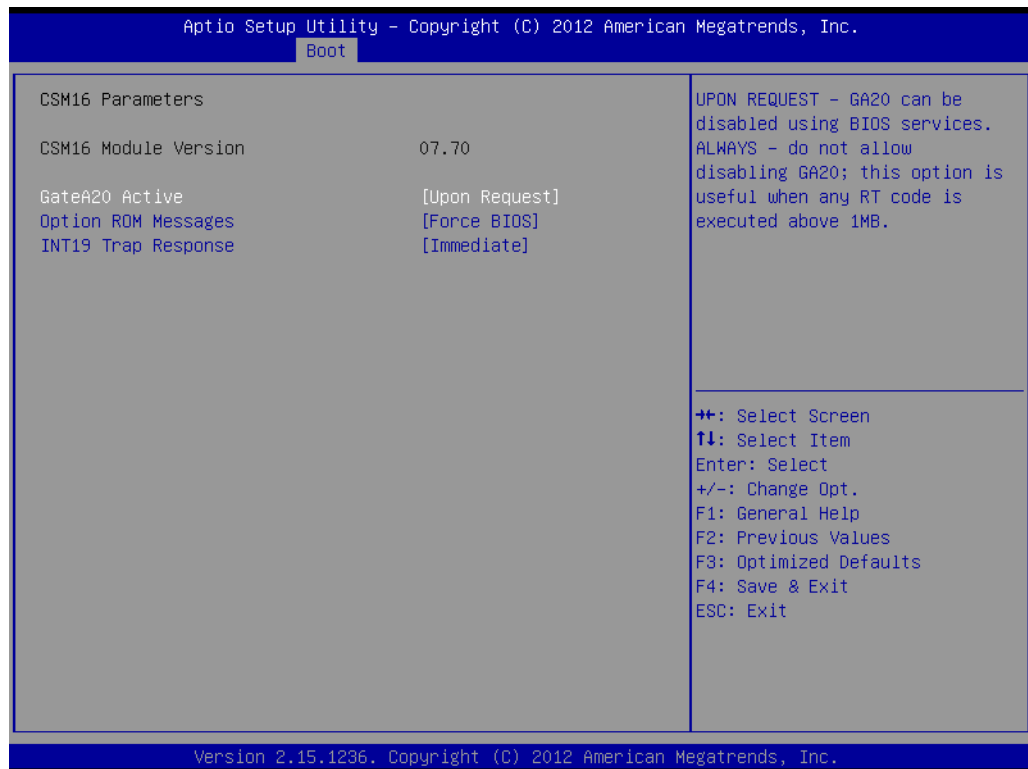 Aptio Setup Utility – Copyright (C) 2012 American Megatrends, Inc.
Boot
CSM16 Parameters
CSM16 Module Version 07.70
GateA20 Active [Upon Request]
Option ROM Messages [Force BIOS]
INT19 Trap Response [Immediate]
UPON REQUEST – GA20 can be
disabled using BIOS services.
ALWAYS – do not allow
disabling GA20; this option is
useful when any RT code is
executed above 1MB.
→←: Select Screen
↑↓: Select Item
Enter: Select
+/-: Change Opt.
F1: General Help
F2: Previous Values
F3: Optimized Defaults
F4: Save & Exit
ESC: Exit
Version 2.15.1236. Copyright (C) 2012 American Megatrends, Inc.